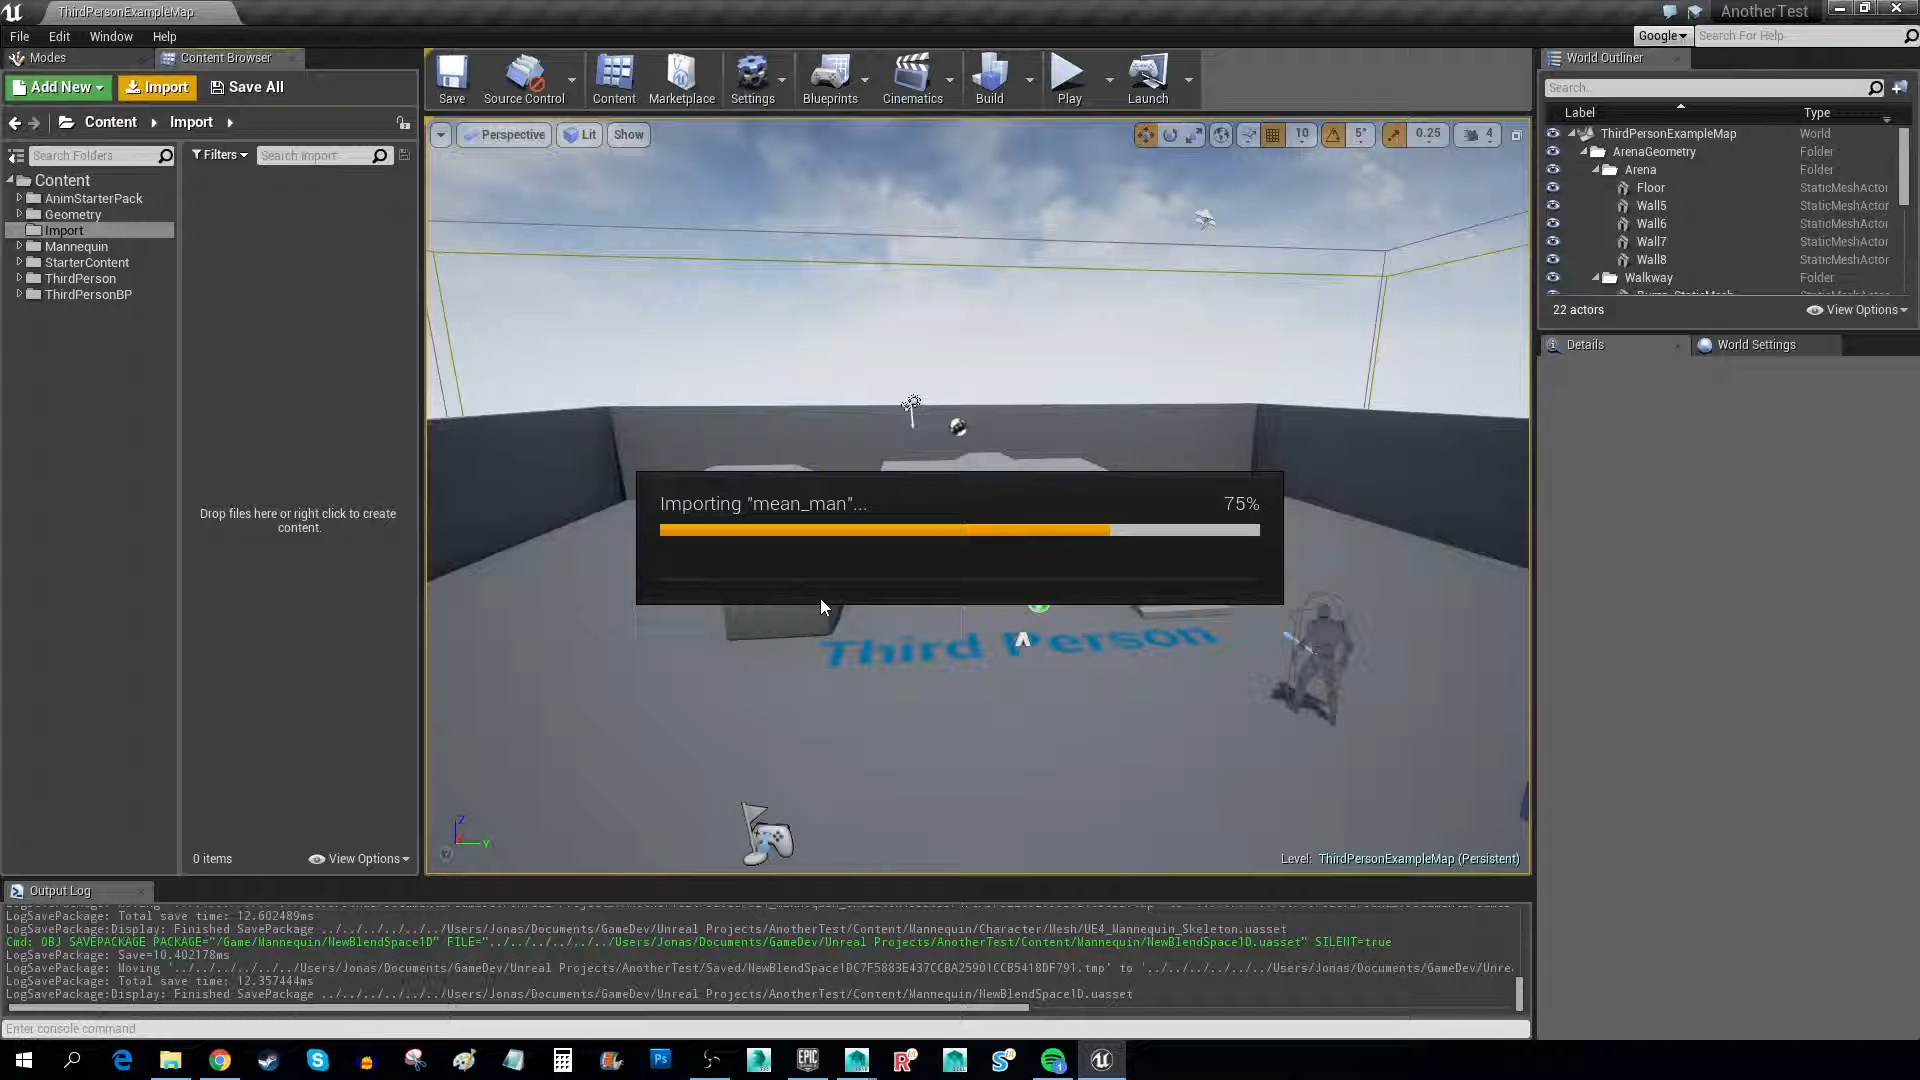 ThirdPersonExampleMap
AnotherTest
File Edit Window Help
Google Search For Help
Modes
Content Browser
Add New Import Save All
Content Import
Search Folders
Filters Search Import
Content
AnimStarterPack
Geometry
Import
Mannequin
StarterContent
ThirdPerson
ThirdPersonBP
Drop files here or right click to create
content.
0 items View Options
Save Source Control Content Marketplace Settings Blueprints Cinematics Build Play Launch
Perspective Lit Show
10 5° 0.25 4
Importing "mean_man"... 75%
Third Person
Z
Y
Level: ThirdPersonExampleMap (Persistent)
World Outliner
Search...
Label Type
ThirdPersonExampleMap World
ArenaGeometry Folder
Arena Folder
Floor StaticMeshActor
Wall5 StaticMeshActor
Wall6 StaticMeshActor
Wall7 StaticMeshActor
Wall8 StaticMeshActor
Walkway Folder
22 actors View Options
Details
World Settings
Output Log
LogSavePackage: Total save time: 12.602489ms
LogSavePackage:Display: Finished SavePackage ../../../../../../Users/Jonas/Documents/GameDev/Unreal Projects/AnotherTest/Content/Mannequin/Character/Mesh/UE4_Mannequin_Skeleton.uasset
Cmd: OBJ SAVEPACKAGE PACKAGE="/Game/Mannequin/NewBlendSpace1D" FILE="../../../../../../Users/Jonas/Documents/GameDev/Unreal Projects/AnotherTest/Content/Mannequin/NewBlendSpace1D.uasset" SILENT=true
LogSavePackage: Save=10.402178ms
LogSavePackage: Moving '../../../../../../Users/Jonas/Documents/GameDev/Unreal Projects/AnotherTest/Saved/NewBlendSpace1DC7F5883E437CCBA25901CCB5418DF791.tmp' to '../../../../../../Users/Jonas/Documents/GameDev/Unre
LogSavePackage: Total save time: 12.357444ms
LogSavePackage:Display: Finished SavePackage ../../../../../../Users/Jonas/Documents/GameDev/Unreal Projects/AnotherTest/Content/Mannequin/NewBlendSpace1D.uasset
Enter console command
Ps
EPIC
1